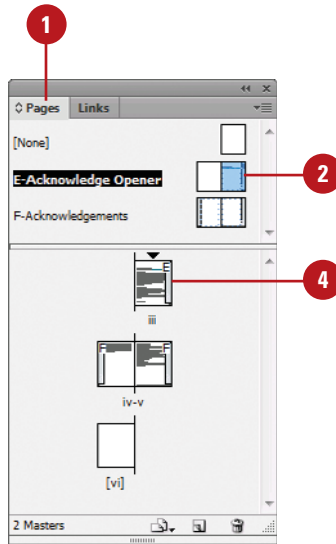 1
Pages Links
[None]
E-Acknowledge Opener
2
F-Acknowledgements
E
4
iii
F F
iv-v
[vi]
2 Masters